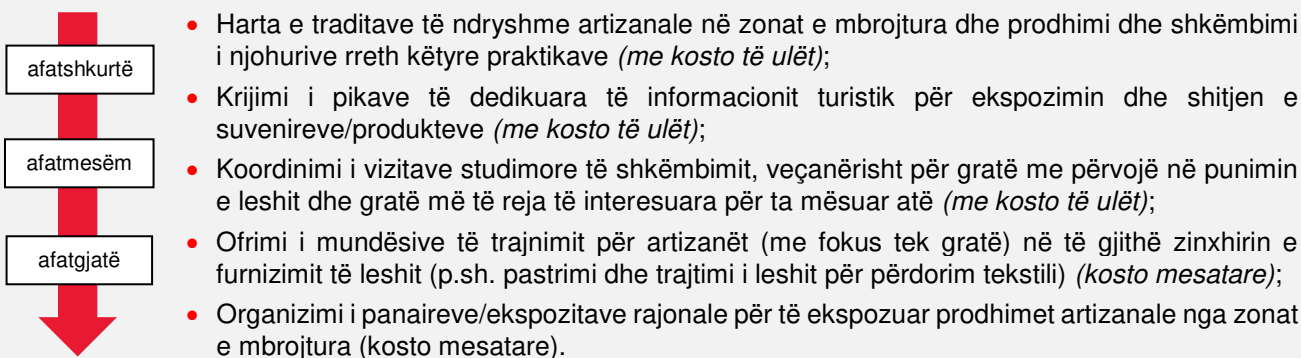 afatshkurtë
afatmesëm
afatgjatë
• Harta e traditave të ndryshme artizanale në zonat e mbrojtura dhe prodhimi dhe shkëmbimi
i njohurive rreth këtyre praktikave (me kosto të ulët);
• Krijimi i pikave të dedikuara të informacionit turistik për ekspozimin dhe shitjen e
suvenireve/produkteve (me kosto të ulët);
• Koordinimi i vizitave studimore të shkëmbimit, veçanërisht për gratë me përvojë në punimin
e leshit dhe gratë më të reja të interesuara për ta mësuar atë (me kosto të ulët);
• Ofrimi i mundësive të trajnimit për artizanët (me fokus tek gratë) në të gjithë zinxhirin e
furnizimit të leshit (p.sh. pastrimi dhe trajtimi i leshit për përdorim tekstili) (kosto mesatare);
• Organizimi i panaireve/ekspozitave rajonale për të ekspozuar prodhimet artizanale nga zonat
e mbrojtura (kosto mesatare).